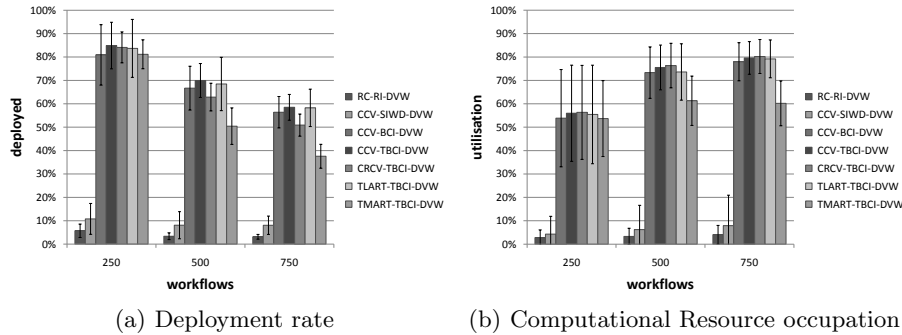 100%
90%
80%
70%
60%
50%
40%
30%
20%
10%
0%
deployed
250 500 750
workflows
RC-RI-DVW
CCV-SIWD-DVW
CCV-BCI-DVW
CCV-TBCI-DVW
CRCV-TBCI-DVW
TLART-TBCI-DVW
TMART-TBCI-DVW
(a) Deployment rate
100%
90%
80%
70%
60%
50%
40%
30%
20%
10%
0%
utilisation
250 500 750
workflows
RC-RI-DVW
CCV-SIWD-DVW
CCV-BCI-DVW
CCV-TBCI-DVW
CRCV-TBCI-DVW
TLART-TBCI-DVW
TMART-TBCI-DVW
(b) Computational Resource occupation